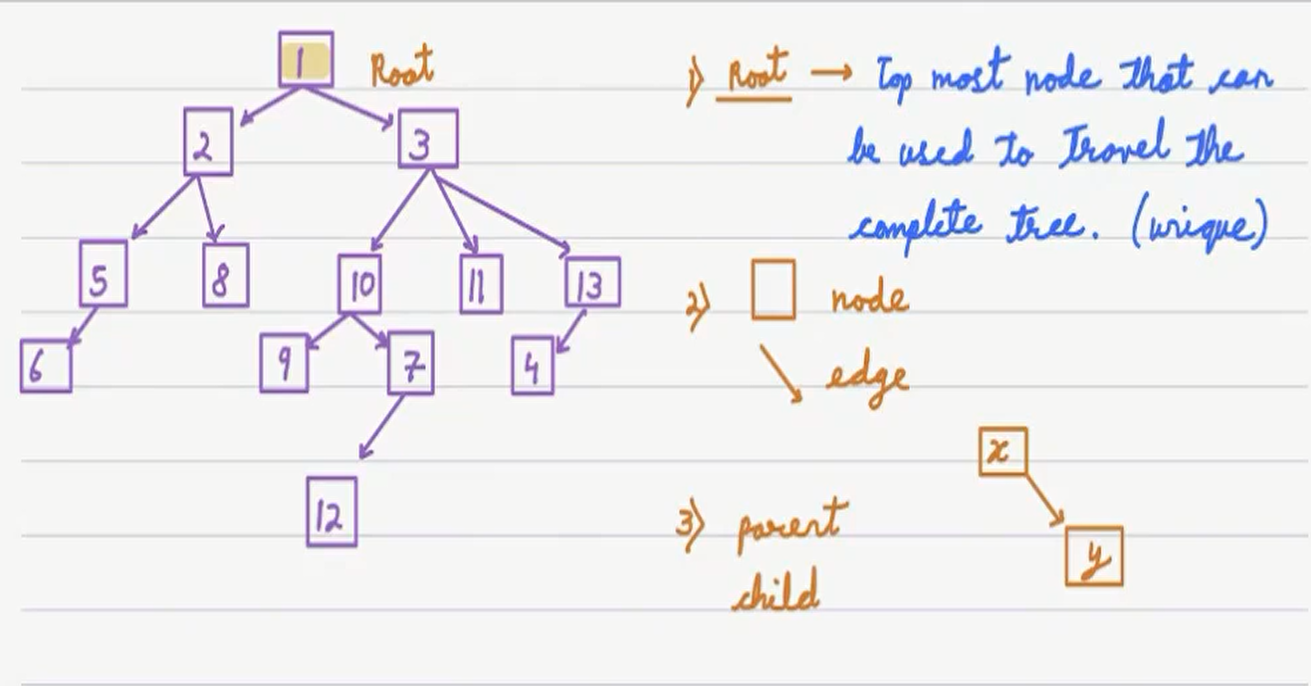 1 Root
2 3
5 8 10 11 13
6 9 7 4
12
1) Root → Top most node that can
be used to travel the
complete tree. (unique)
2) node
edge
x
3) parent
y
child